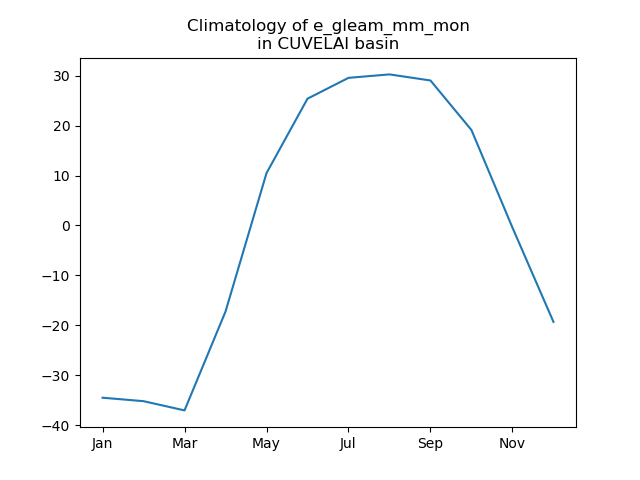 Climatology of e_gleam_mm_mon
in CUVELAI basin
30
20
10
0
−10
−20
−30
−40
Jan
Mar
May
Jul
Sep
Nov